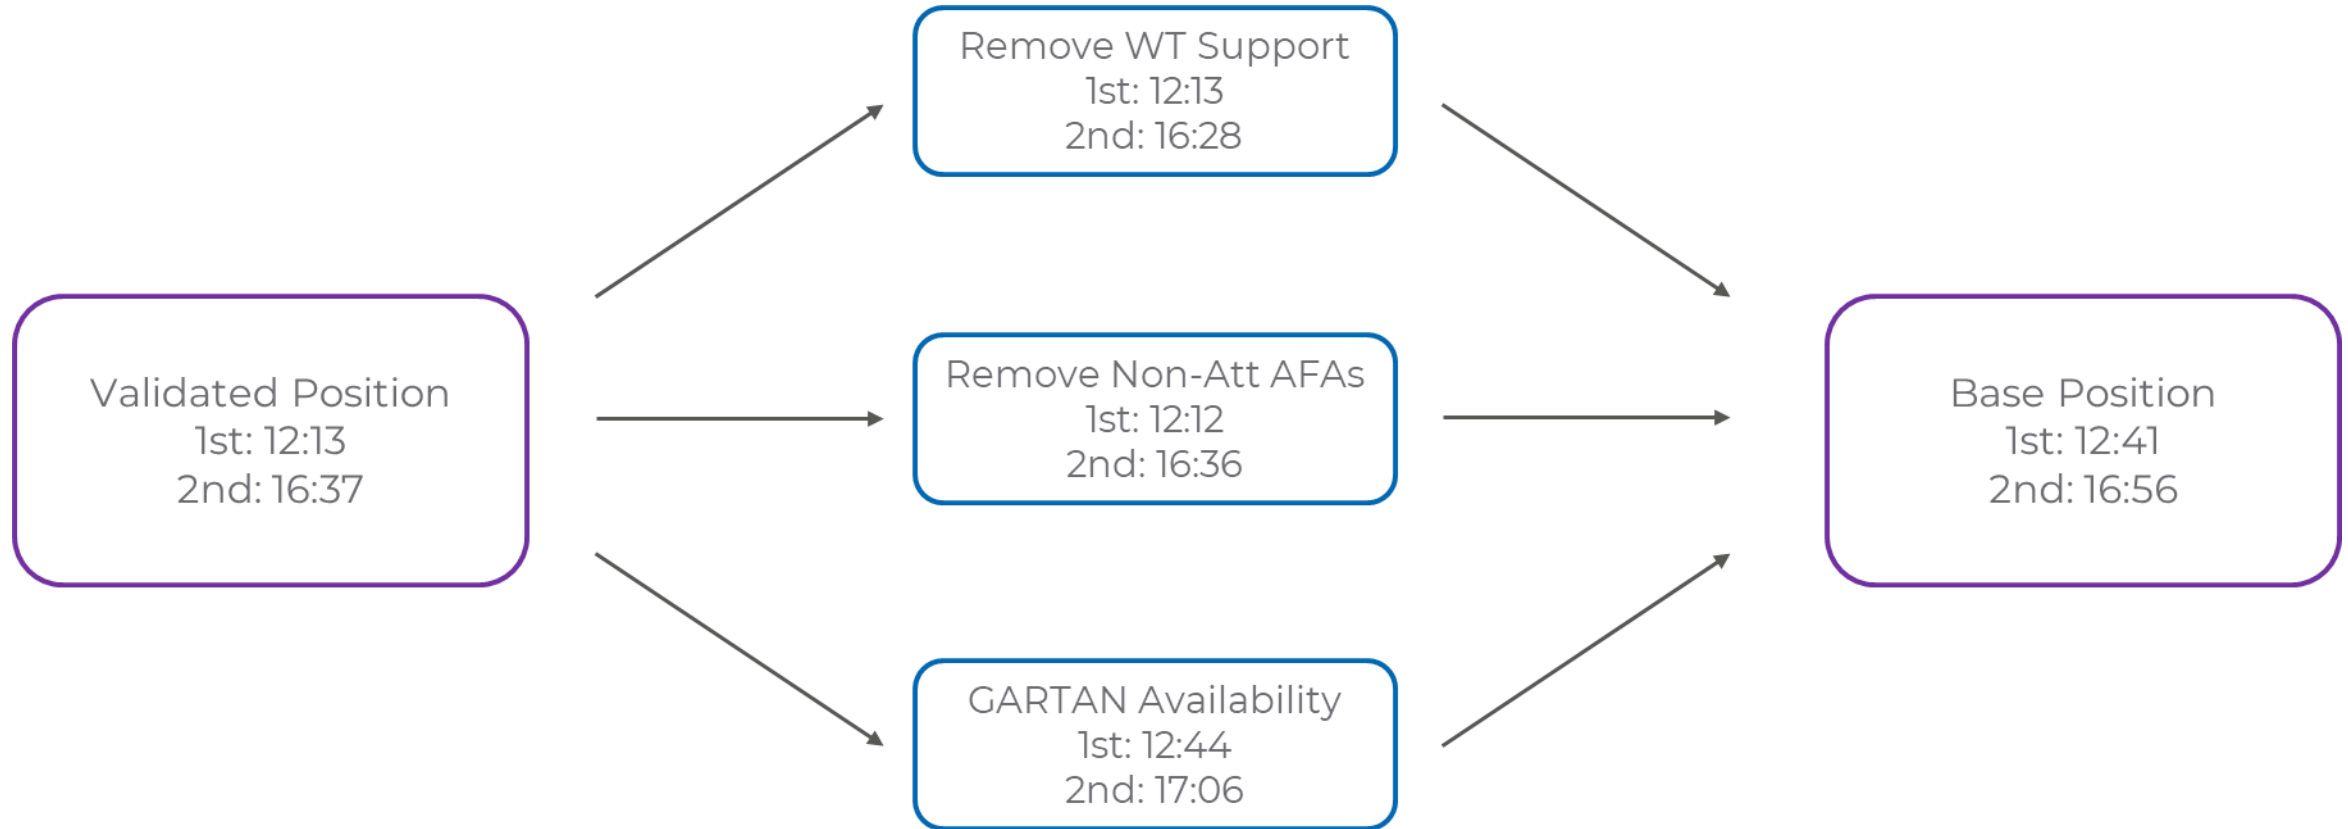 Remove WT Support
1st: 12:13
2nd: 16:28
Validated Position
1st: 12:13
2nd: 16:37
Remove Non-Att AFAs
1st: 12:12
2nd: 16:36
Base Position
1st: 12:41
2nd: 16:56
GARTAN Availability
1st: 12:44
2nd: 17:06